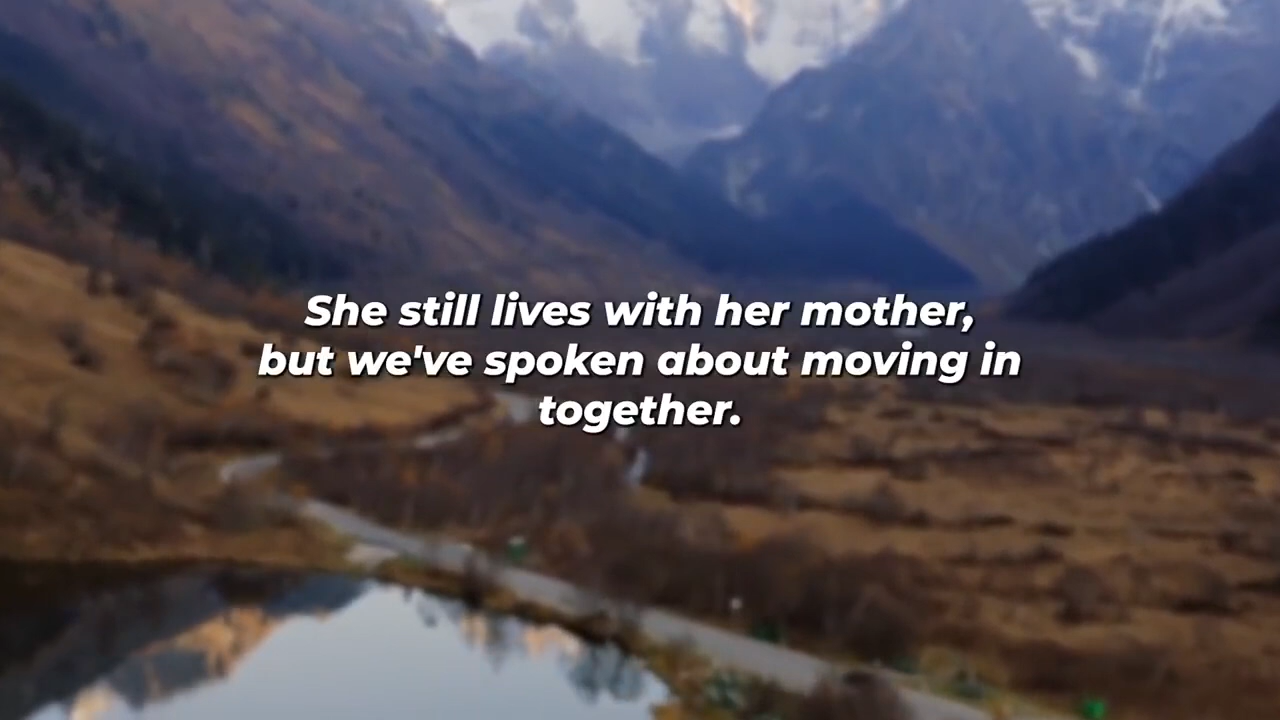 She still lives with her mother,
but we've spoken about moving in
together.